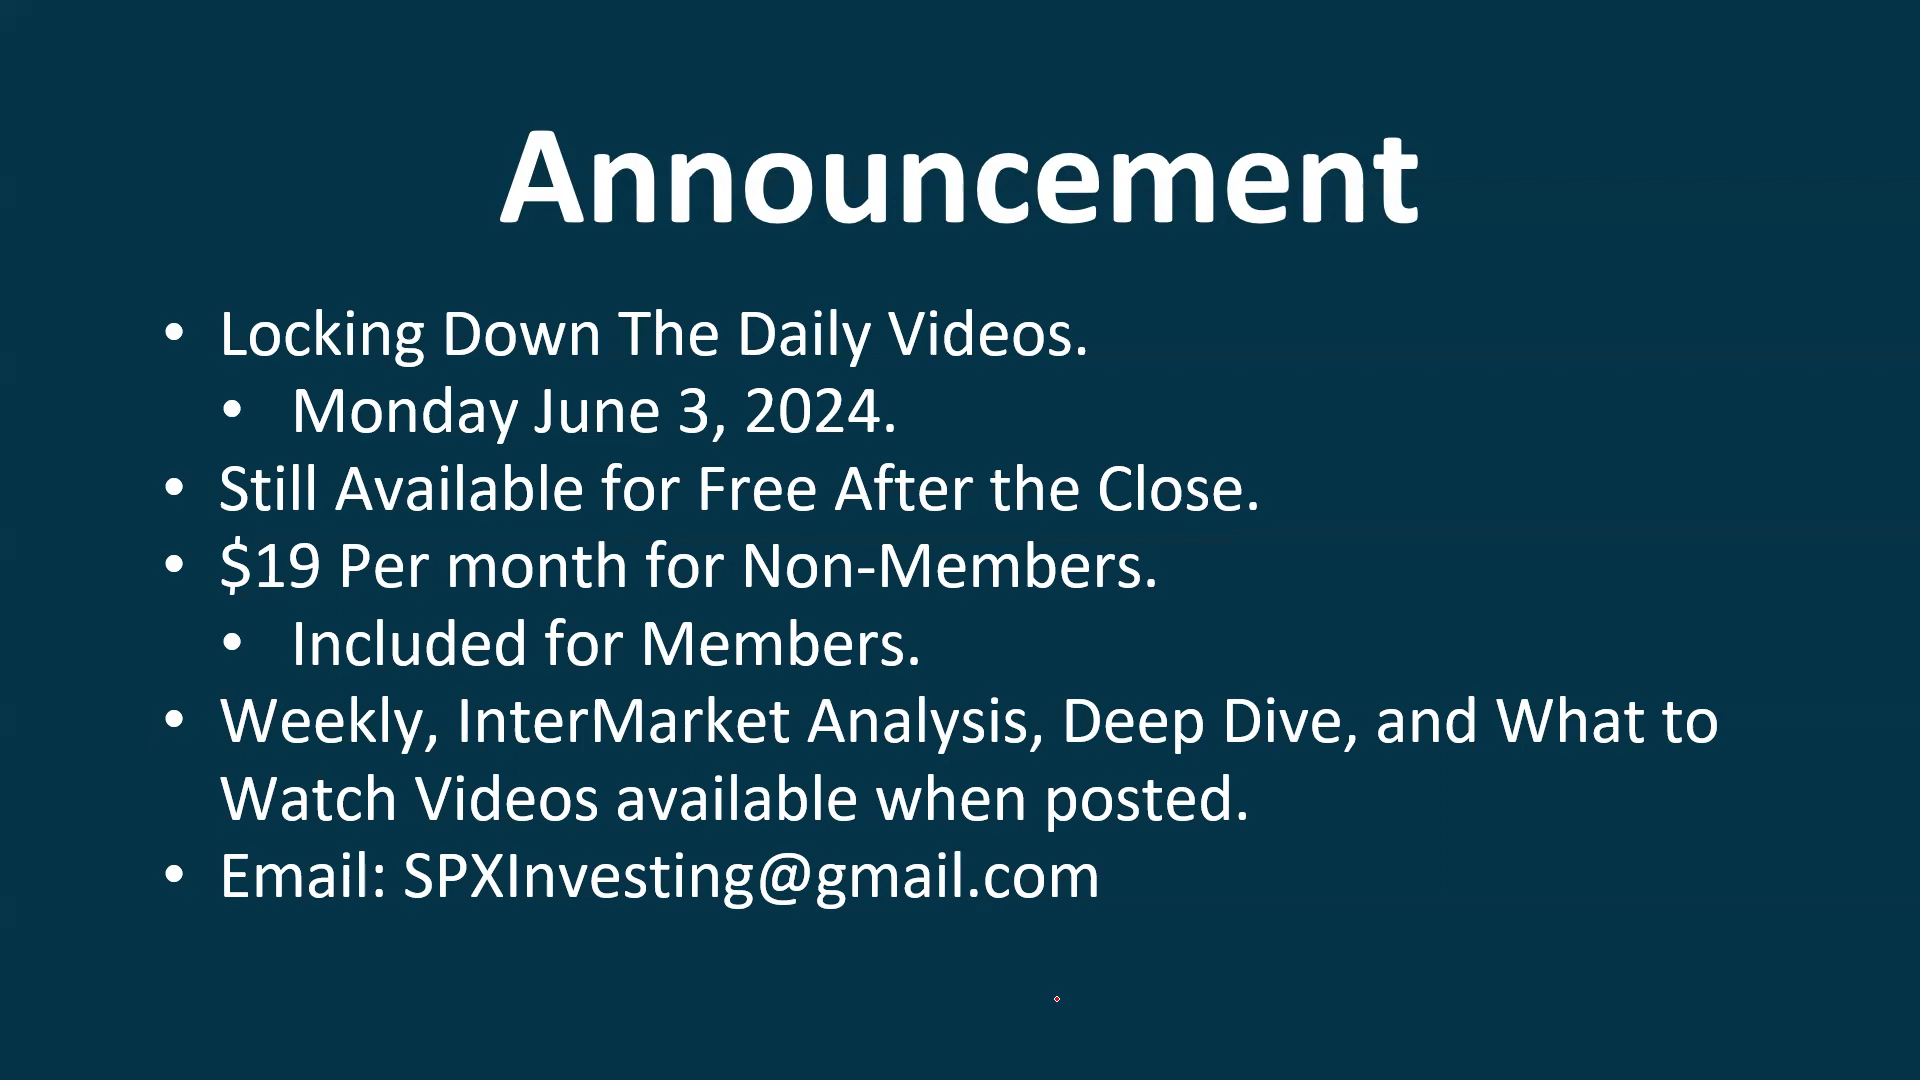 Announcement
• Locking Down The Daily Videos.
• Monday June 3, 2024.
• Still Available for Free After the Close.
• $19 Per month for Non-Members.
• Included for Members.
• Weekly, InterMarket Analysis, Deep Dive, and What to
Watch Videos available when posted.
• Email: SPXInvesting@gmail.com